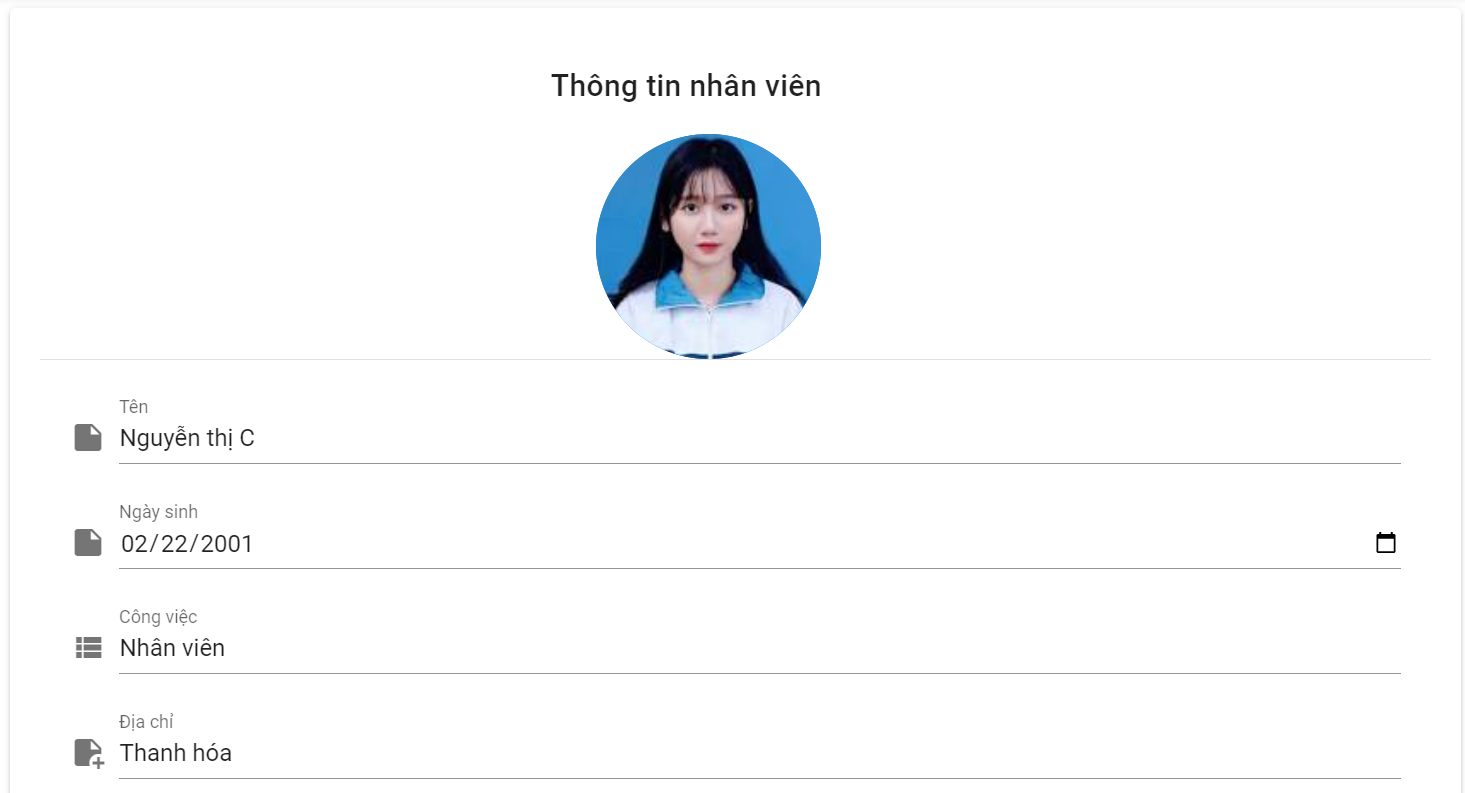 Thông tin nhân viên
Tên
Nguyễn thị C
Ngày sinh
02/22/2001
Công việc
Nhân viên
Địa chỉ
Thanh hóa